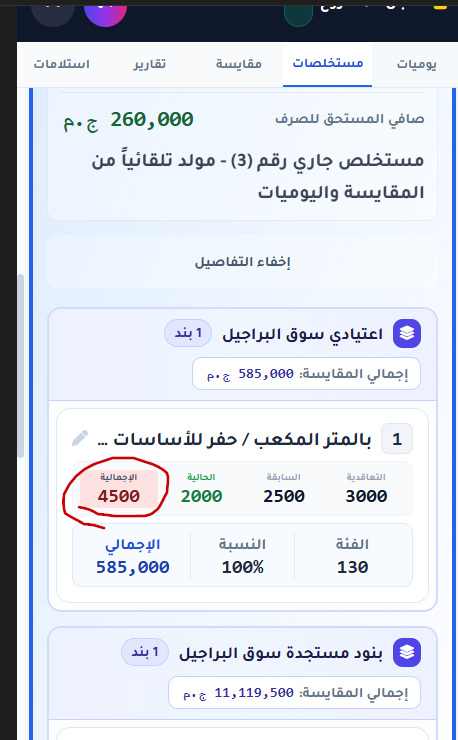 يوميات
مستخلصات
مقايسة
تقارير
استلامات
صافي المستحق للصرف
260,000 ج.م
مستخلص جاري رقم (3) - مولد تلقائياً من
المقايسة واليوميات
إخفاء التفاصيل
اعتيادي سوق البراجيل
1 بند
إجمالي المقايسة: 585,000 ج.م
1
بالمتر المكعب / حفر للأساسات ...
التعاقدية
السابقة
الحالية
الإجمالية
3000
2500
2000
4500
الفئة
النسبة
الإجمالي
130
100%
585,000
بنود مستجدة سوق البراجيل
1 بند
إجمالي المقايسة: 11,119,500 ج.م